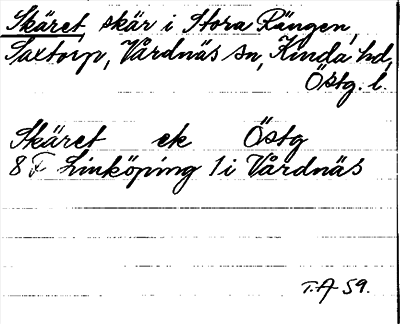 Skäret, skär i Stora Rängen,
Saxtorp, Vårdnäs sn, Kinda hd,
Östg. l.
Skäret ek Östg
8 F Linköping 1 i Vårdnäs
T.A 59.